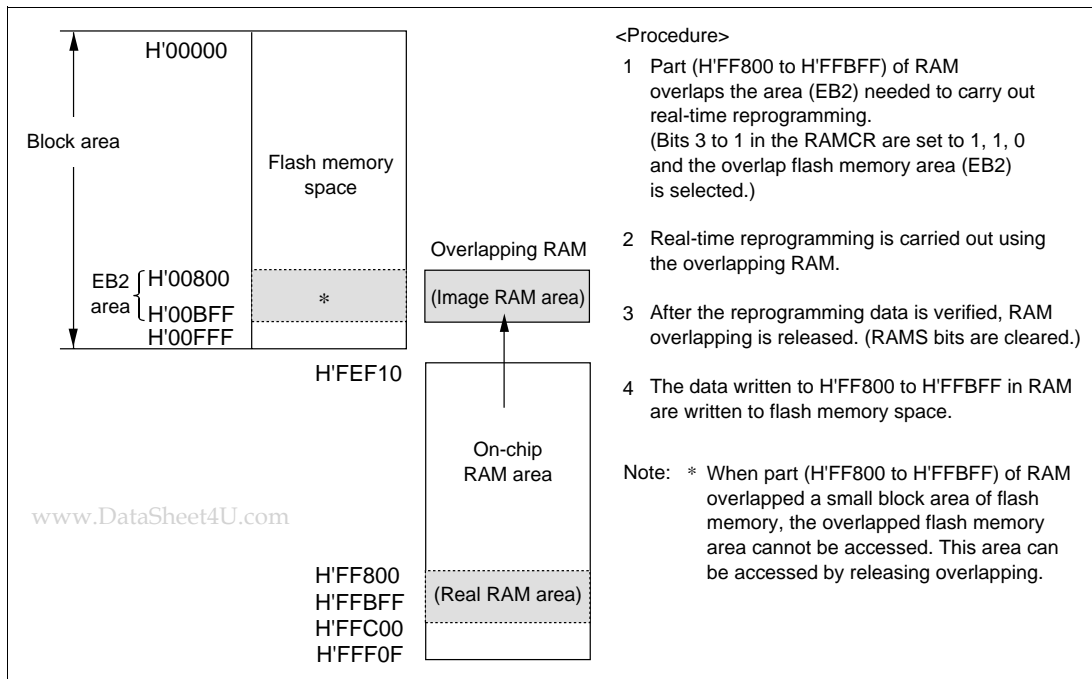 H'00000
Block area
Flash memory
space
EB2
area
H'00800
H'00BFF
H'00FFF
*
Overlapping RAM
(Image RAM area)
H'FEF10
On-chip
RAM area
H'FF800
H'FFBFF
H'FFC00
H'FFF0F
(Real RAM area)
www.DataSheet4U.com
<Procedure>
1 Part (H'FF800 to H'FFBFF) of RAM
overlaps the area (EB2) needed to carry out
real-time reprogramming.
(Bits 3 to 1 in the RAMCR are set to 1, 1, 0
and the overlap flash memory area (EB2)
is selected.)
2 Real-time reprogramming is carried out using
the overlapping RAM.
3 After the reprogramming data is verified, RAM
overlapping is released. (RAMS bits are cleared.)
4 The data written to H'FF800 to H'FFBFF in RAM
are written to flash memory space.
Note: * When part (H'FF800 to H'FFBFF) of RAM
overlapped a small block area of flash
memory, the overlapped flash memory
area cannot be accessed. This area can
be accessed by releasing overlapping.